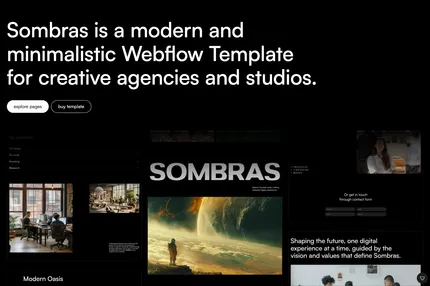 Sombras is a modern and
minimalistic Webflow Template
for creative agencies and studios.
explore pages
buy template
SOMBRAS
Or get in touch
through contact form
Shaping the future, one digital
experience at a time, guided by the
vision and values that define Sombras.
Modern Oasis